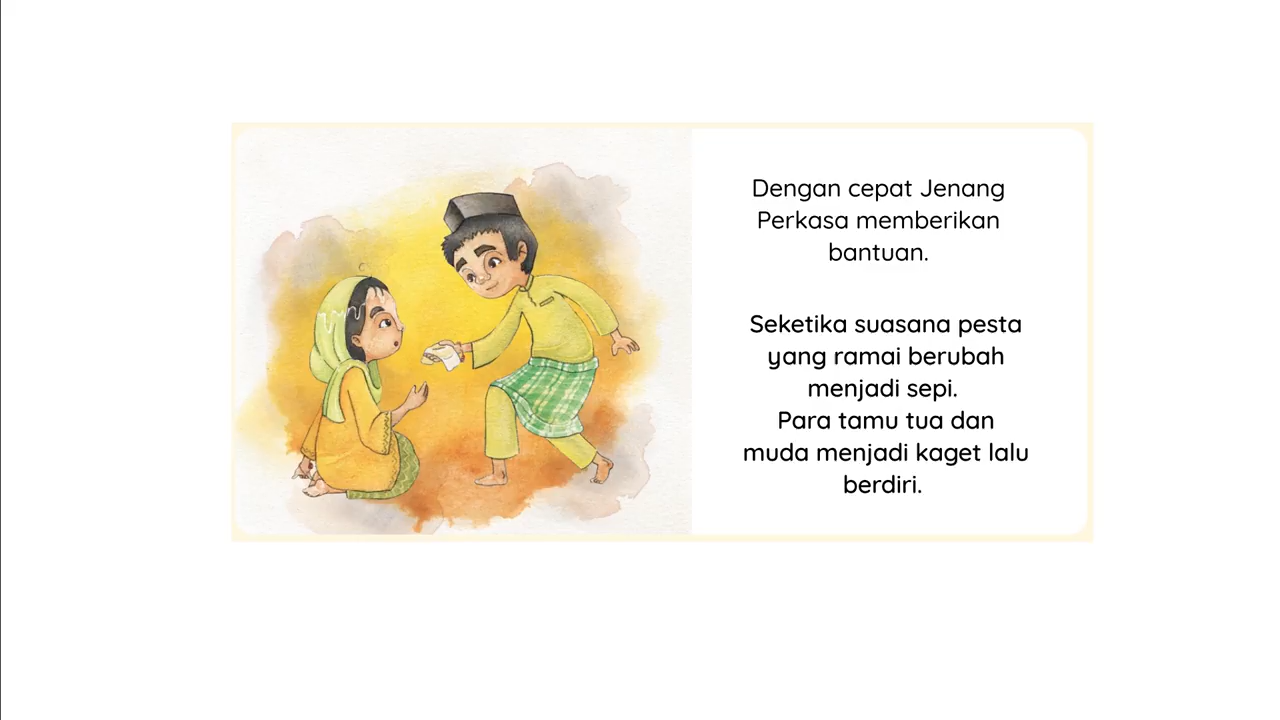 Dengan cepat Jenang
Perkasa memberikan
bantuan.
Seketika suasana pesta
yang ramai berubah
menjadi sepi.
Para tamu tua dan
muda menjadi kaget lalu
berdiri.